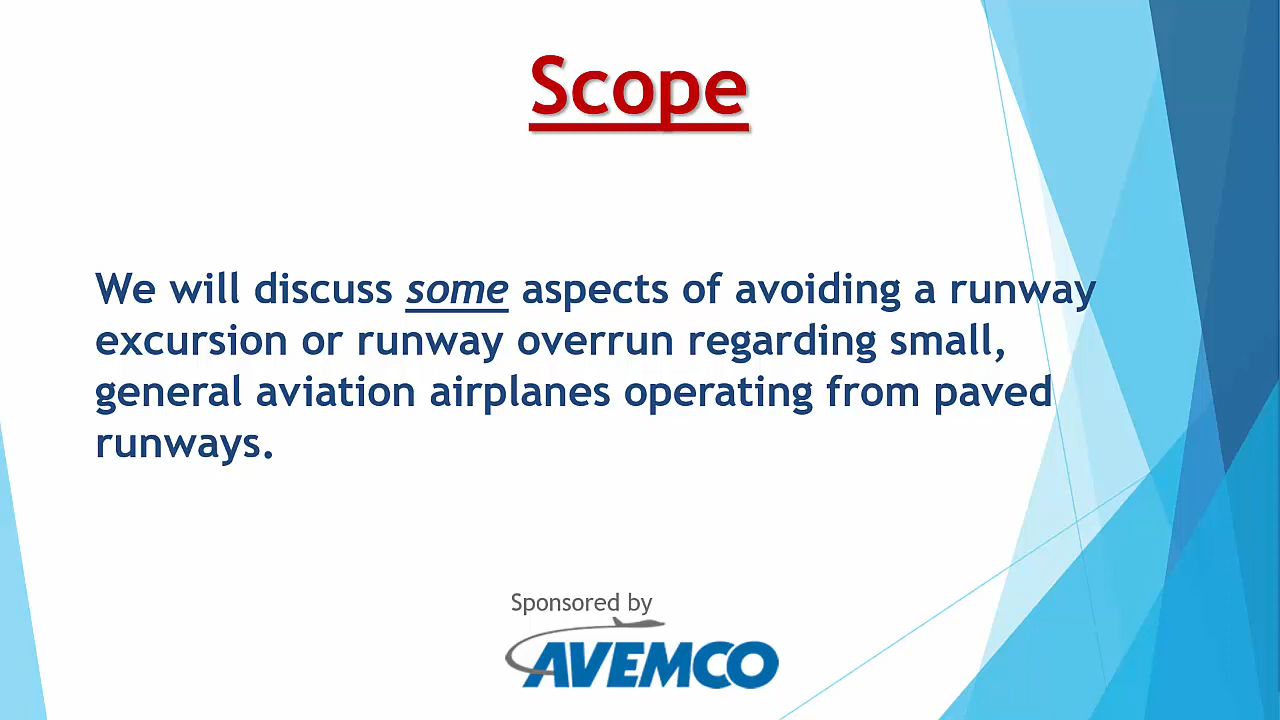 Scope
We will discuss some aspects of avoiding a runway
excursion or runway overrun regarding small,
general aviation airplanes operating from paved
runways.
Sponsored by
AVEMCO